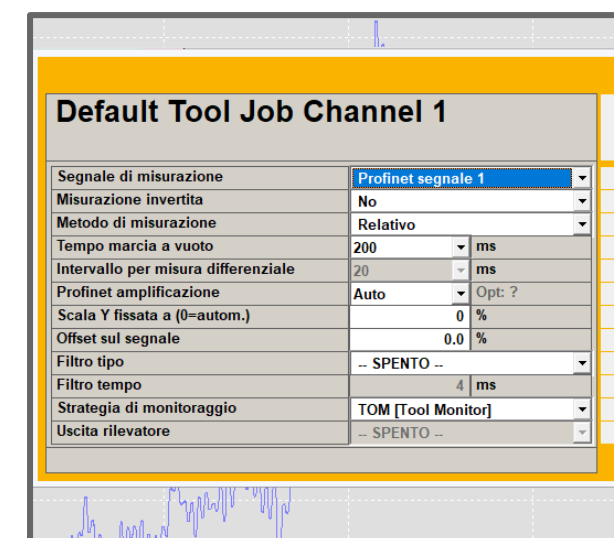 Default Tool Job Channel 1
Segnale di misurazione Profinet segnale 1
Misurazione invertita No
Metodo di misurazione Relativo
Tempo marcia a vuoto 200 ms
Intervallo per misura differenziale 20 ms
Profinet amplificazione Auto Opt: ?
Scala Y fissata a (0=autom.) 0 %
Offset sul segnale 0.0 %
Filtro tipo -- SPENTO --
Filtro tempo 4 ms
Strategia di monitoraggio TOM [Tool Monitor]
Uscita rilevatore -- SPENTO --